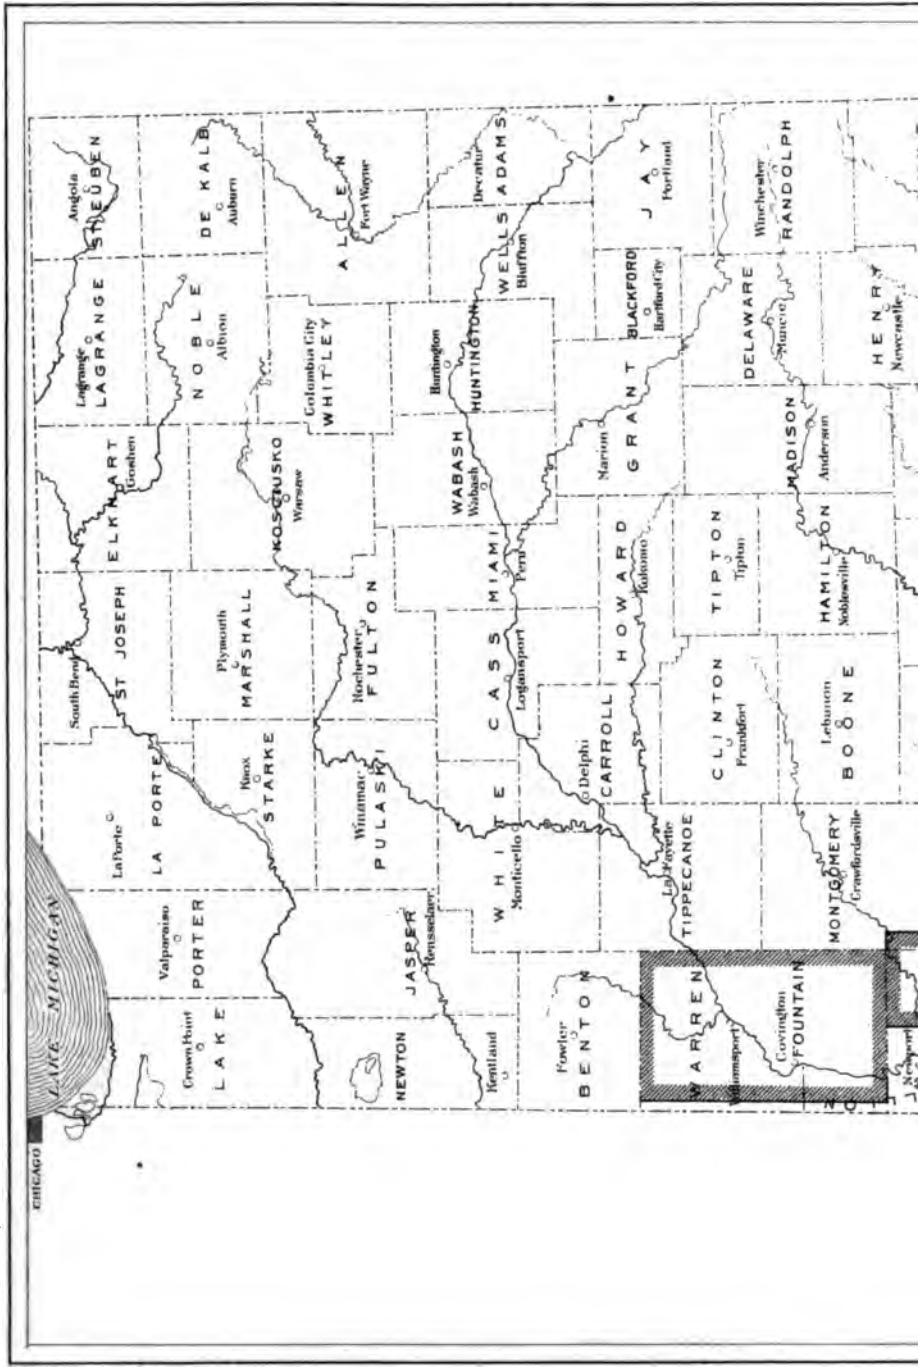 CHICAGO
LAKE MICHIGAN
Crown Point
LAKE
Valparaiso
PORTER
LaPorte
LA PORTE
South Bend
ST JOSEPH
ELKHART
Goshen
Lagrange
LAGRANGE
Angola
STEUBEN
Knox
STARKE
Plymouth
MARSHALL
KOSCIUSKO
Warsaw
NOBLE
Albion
DE KALB
Auburn
NEWTON
Kentland
JASPER
Rensselaer
Winamac
PULASKI
Rochester
FULTON
Columbia City
WHITLEY
ALLEN
Fort Wayne
Fowler
BENTON
WHITE
Monticello
CASS
Logansport
MIAMI
Peru
WABASH
Wabash
Huntington
HUNTINGTON
WELLS
Bluffton
Decatur
ADAMS
Delphi
CARROLL
HOWARD
Kokomo
Marion
GRANT
BLACKFORD
Hartford City
JAY
Portland
WARREN
Williamsport
LaFayette
TIPPECANOE
CLINTON
Frankfort
TIPTON
Tipton
MADISON
Anderson
DELAWARE
Muncie
Winchester
RANDOLPH
Covington
FOUNTAIN
MONTGOMERY
Crawfordsville
Lebanon
BOONE
HAMILTON
Noblesville
HENRY
Newcastle
Newport